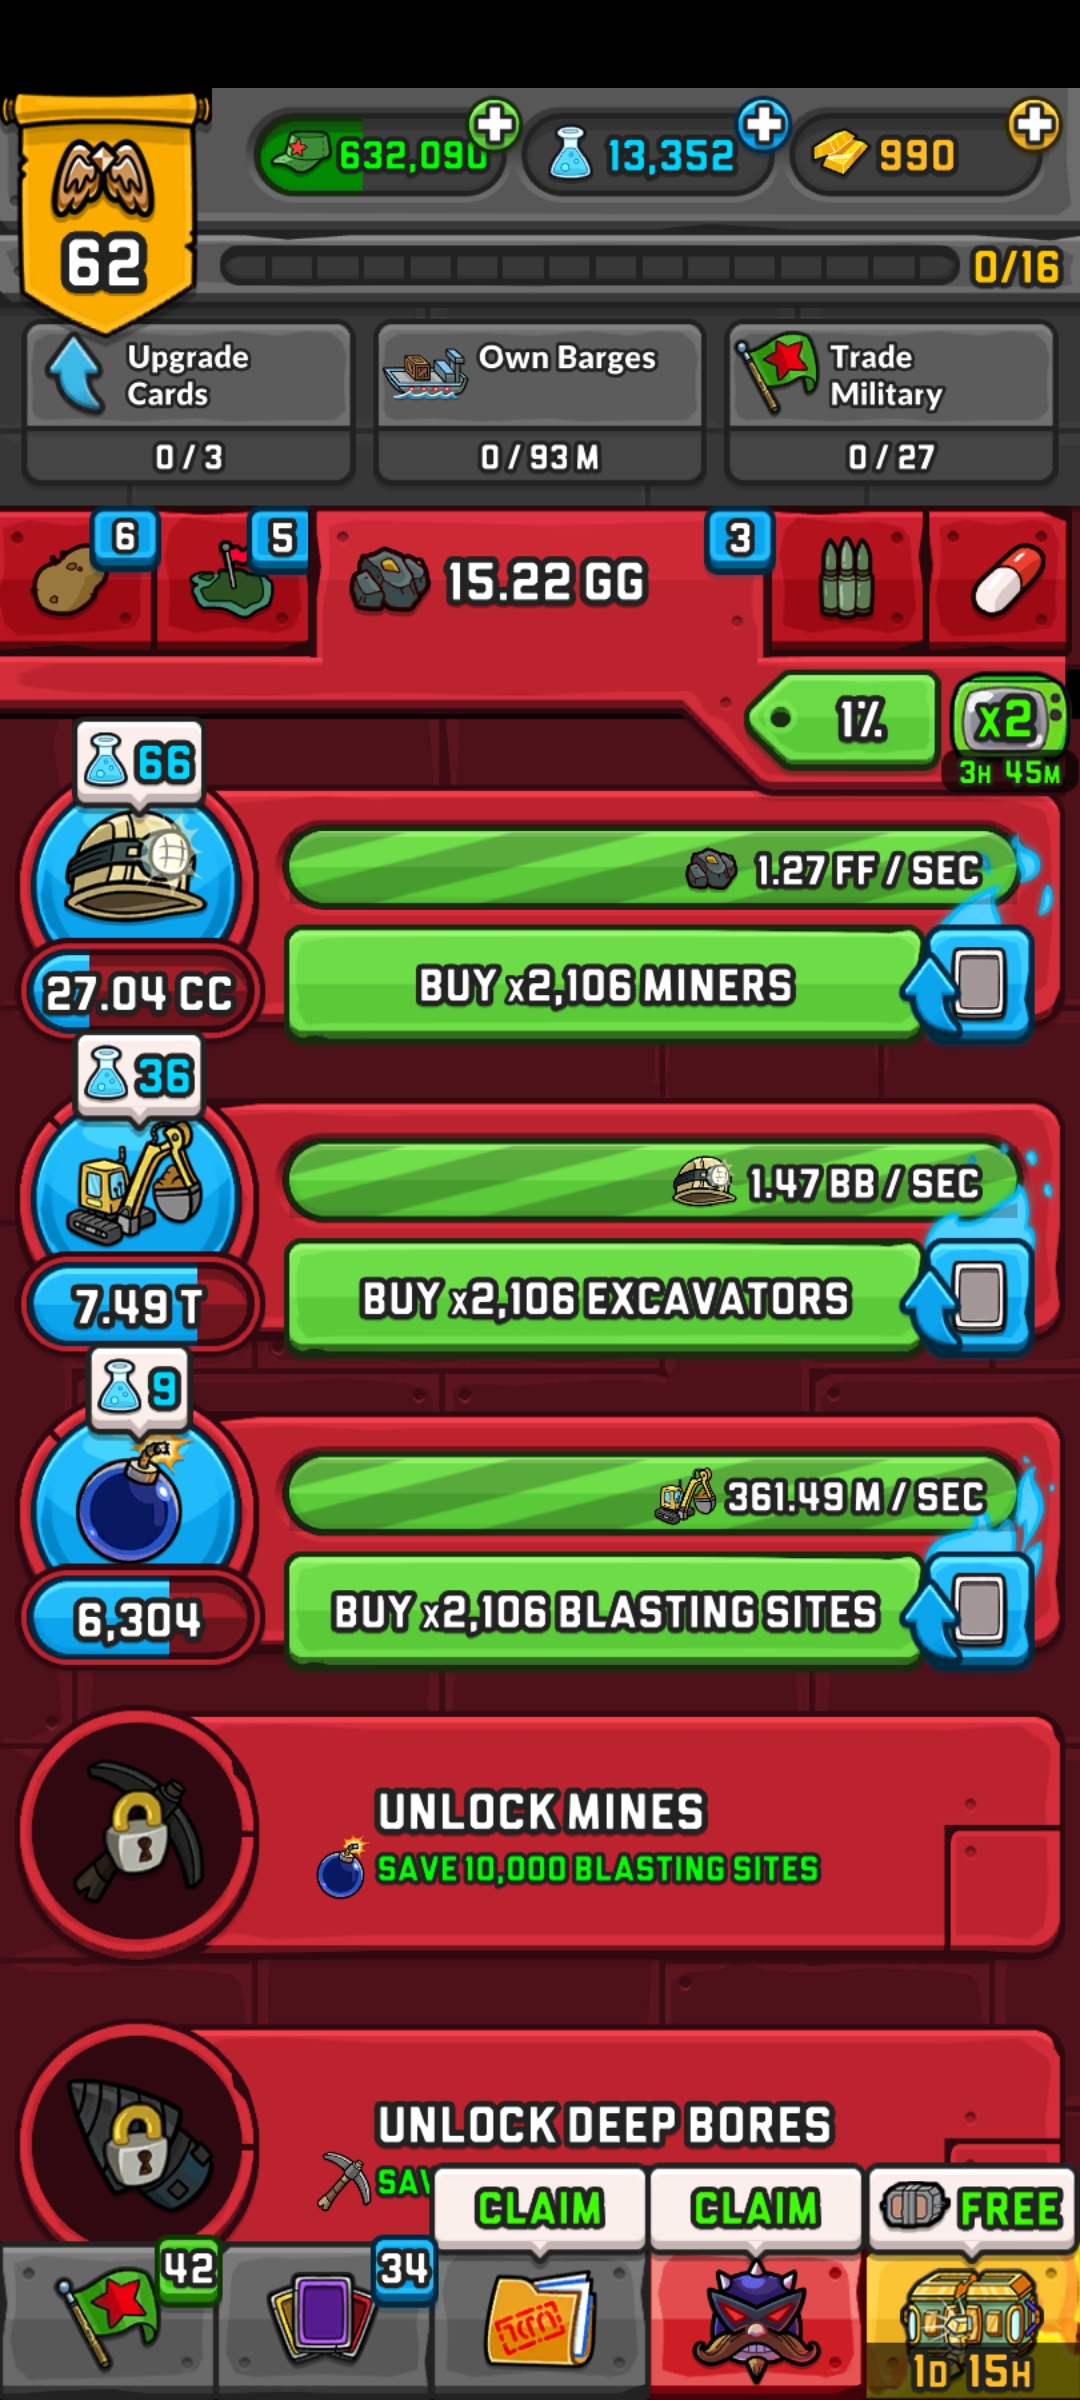 632,090
13,352
990
62
0/16
Upgrade
Cards
0 / 3
Own Barges
0 / 93 M
Trade
Military
0 / 27
6
5
15.22 GG
3
1%
x2
3H 45M
66
1.27 FF / SEC
27.04 CC
BUY x2,106 MINERS
36
1.47 BB / SEC
7.49 T
BUY x2,106 EXCAVATORS
9
361.49 M / SEC
6,304
BUY x2,106 BLASTING SITES
UNLOCK MINES
SAVE 10,000 BLASTING SITES
UNLOCK DEEP BORES
CLAIM
CLAIM
FREE
42
34
1D 15H